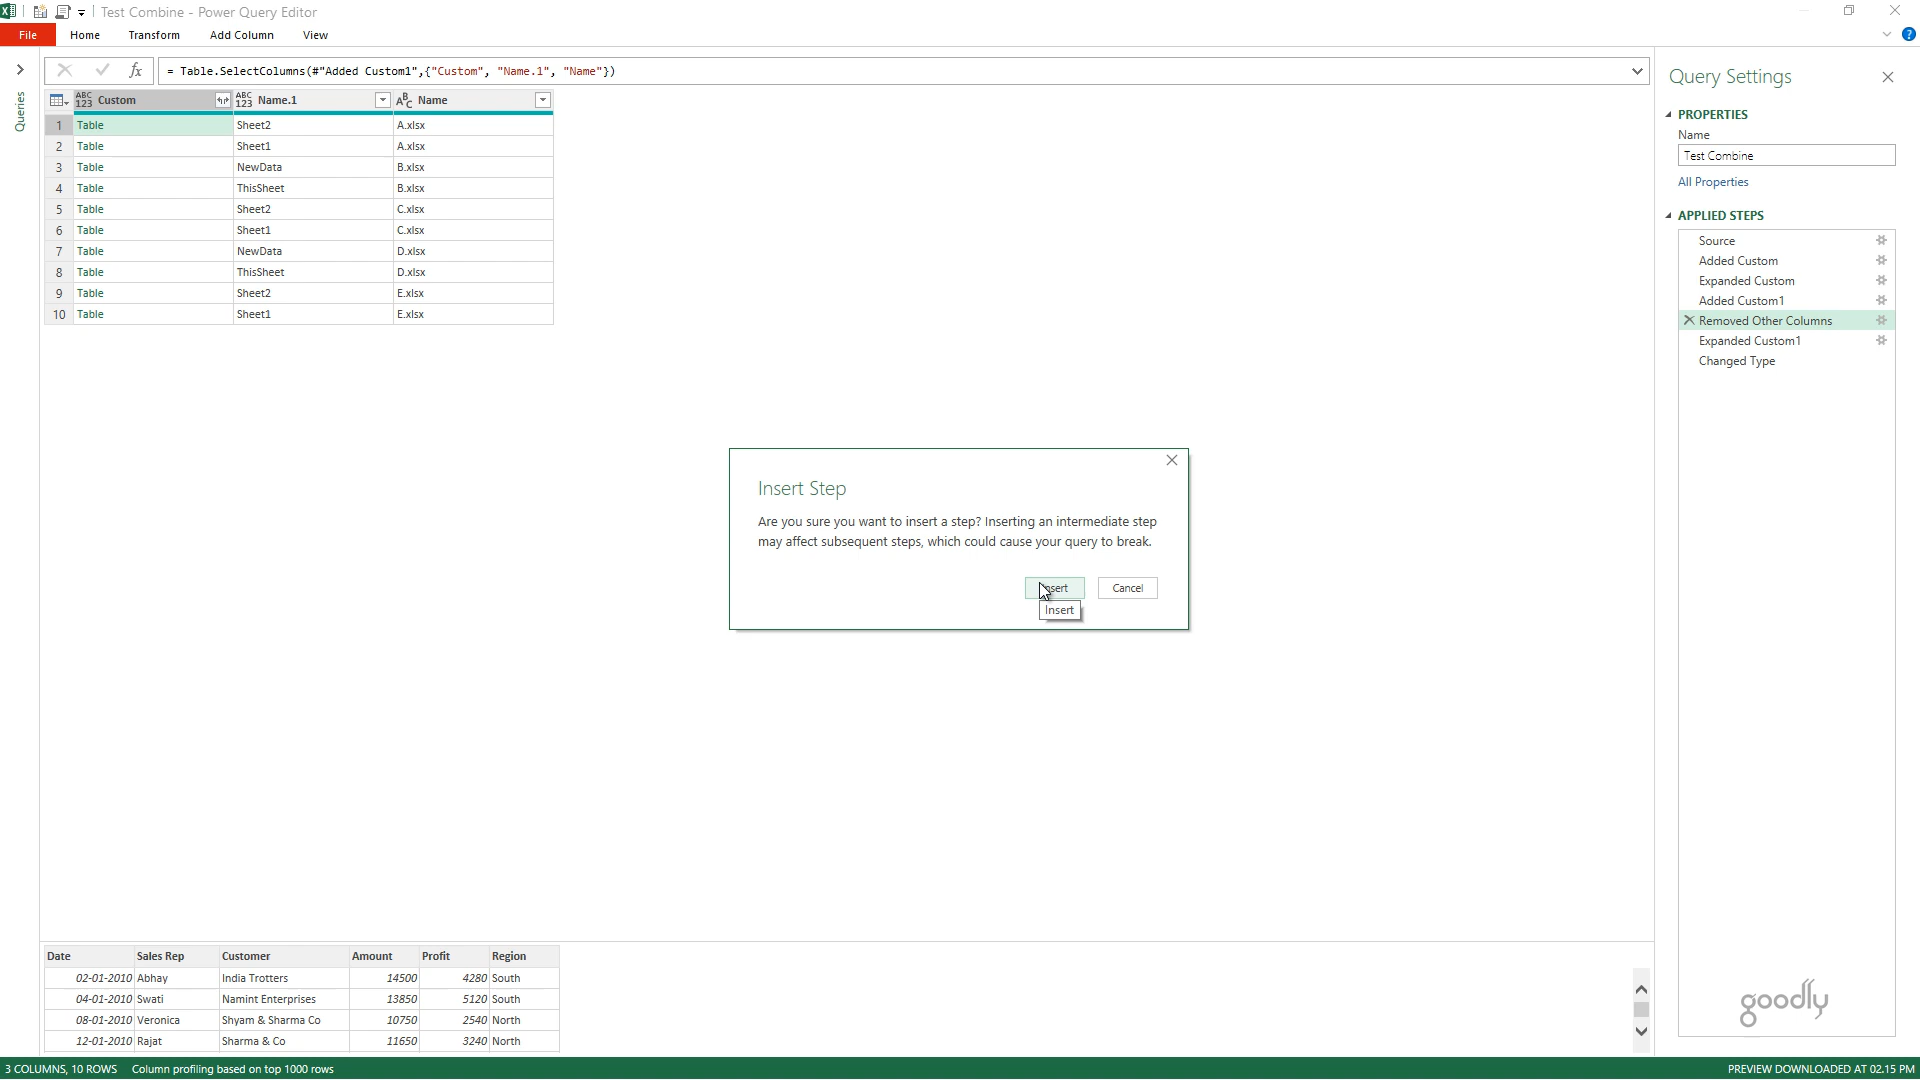 Test Combine - Power Query Editor
File Home Transform Add Column View
fx = Table.SelectColumns(#"Added Custom1",{"Custom", "Name.1", "Name"})
Queries
ABC 123 Custom ABC 123 Name.1 ABC Name
1 Table Sheet2 A.xlsx
2 Table Sheet1 A.xlsx
3 Table NewData B.xlsx
4 Table ThisSheet B.xlsx
5 Table Sheet2 C.xlsx
6 Table Sheet1 C.xlsx
7 Table NewData D.xlsx
8 Table ThisSheet D.xlsx
9 Table Sheet2 E.xlsx
10 Table Sheet1 E.xlsx
Insert Step
Are you sure you want to insert a step? Inserting an intermediate step
may affect subsequent steps, which could cause your query to break.
Insert Cancel
Insert
Query Settings
PROPERTIES
Name
Test Combine
All Properties
APPLIED STEPS
Source
Added Custom
Expanded Custom
Added Custom1
Removed Other Columns
Expanded Custom1
Changed Type
Date Sales Rep Customer Amount Profit Region
02-01-2010 Abhay India Trotters 14500 4280 South
04-01-2010 Swati Namint Enterprises 13850 5120 South
08-01-2010 Veronica Shyam & Sharma Co 10750 2540 North
12-01-2010 Rajat Sharma & Co 11650 3240 North
goodly
3 COLUMNS, 10 ROWS Column profiling based on top 1000 rows
PREVIEW DOWNLOADED AT 02.15 PM